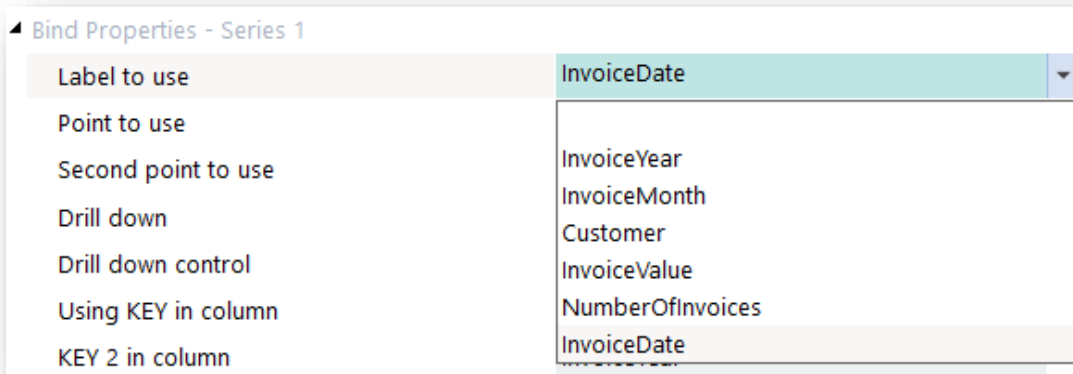 Bind Properties - Series 1
Label to use InvoiceDate
Point to use
InvoiceYear
Second point to use
InvoiceMonth
Drill down
Customer
Drill down control
InvoiceValue
Using KEY in column
NumberOfInvoices
KEY 2 in column
InvoiceDate